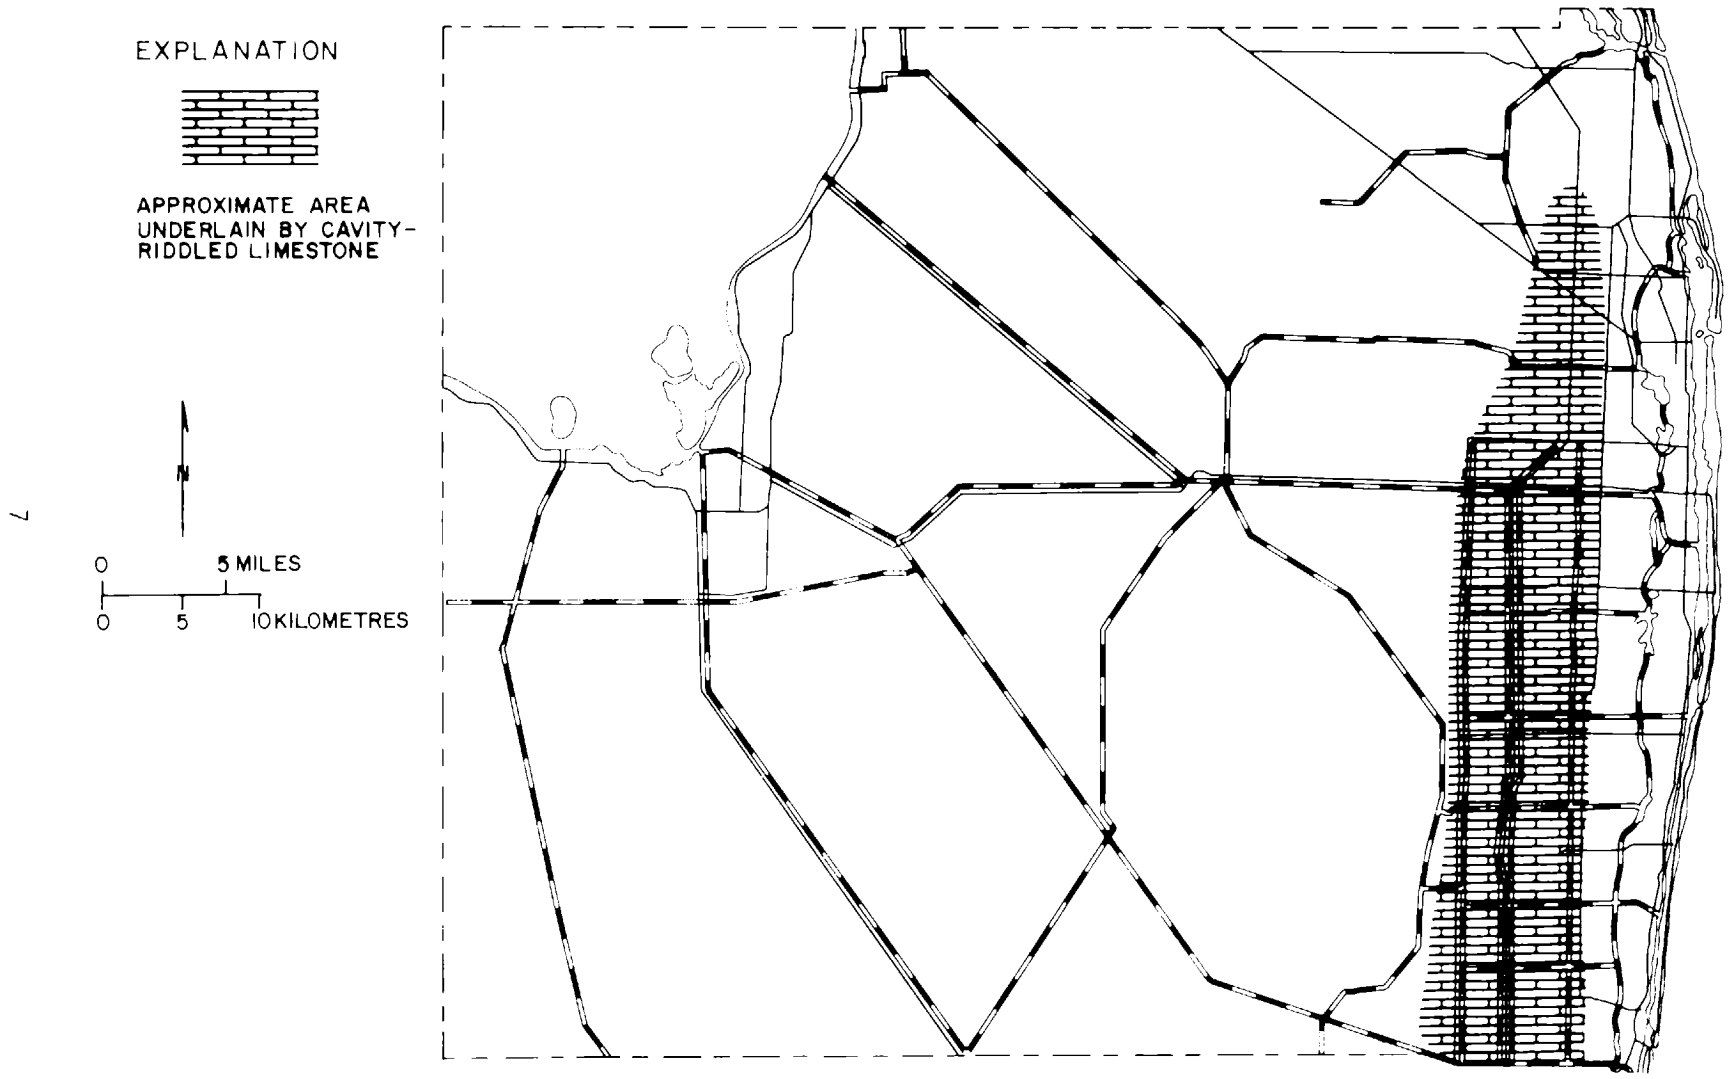 EXPLANATION
APPROXIMATE AREA
UNDERLAIN BY CAVITY-
RIDDLED LIMESTONE
N
0 5 MILES
0 5 10 KILOMETRES
7